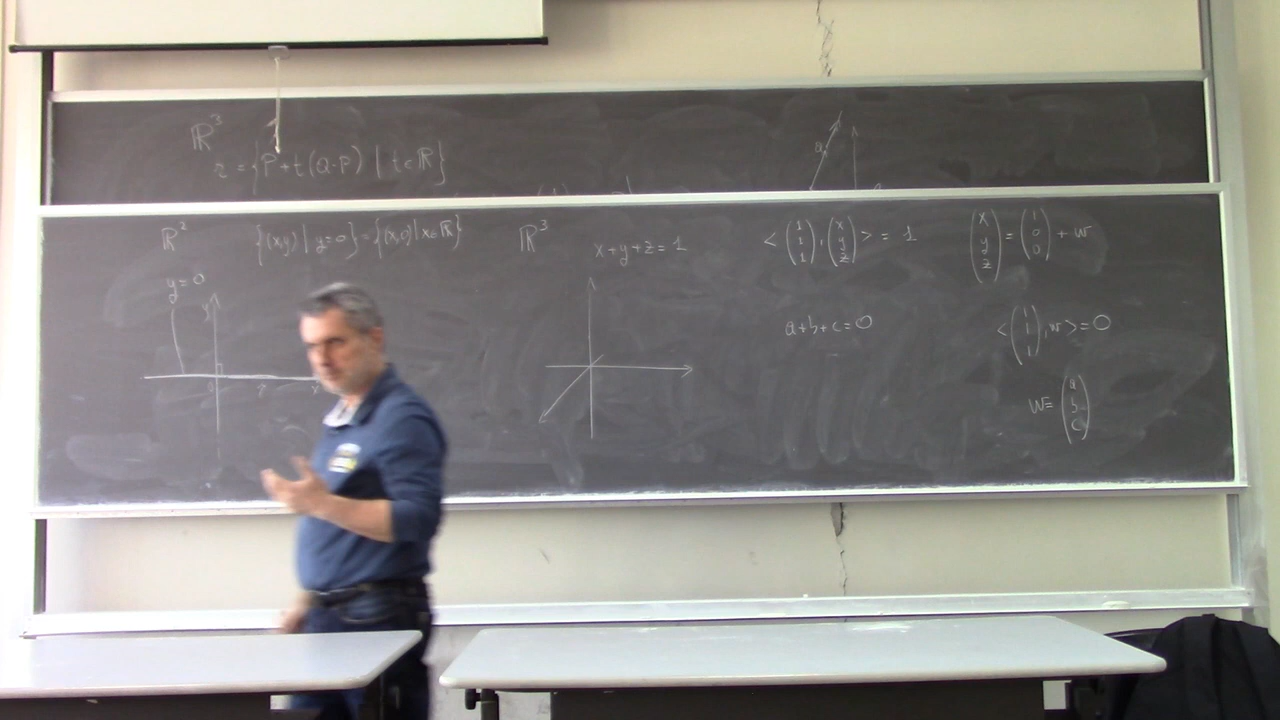 ℝ³
r = {P+t(Q-P) | t∈ℝ}
a
ℝ²
{(x,y) | y=0} = {(x,0) | x∈ℝ}
y=0
y
0
x
ℝ³
x+y+z=1
<(1 1 1), (x y z)> = 1
a+b+c=0
(x y z) = (1 0 0) + w
<(1 1 1), w> = 0
w = (a b c)